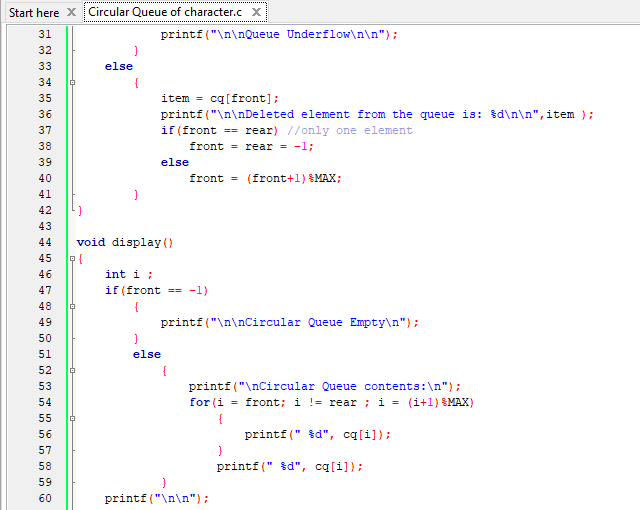 Start here X Circular Queue of character.c X
31 printf("\n\nQueue Underflow\n\n");
32 }
33 else
34 {
35 item = cq[front];
36 printf("\n\nDeleted element from the queue is: %d\n\n",item );
37 if(front == rear) //only one element
38 front = rear = -1;
39 else
40 front = (front+1)%MAX;
41 }
42 }
43
44 void display()
45 {
46 int i ;
47 if(front == -1)
48 {
49 printf("\n\nCircular Queue Empty\n");
50 }
51 else
52 {
53 printf("\nCircular Queue contents:\n");
54 for(i = front; i != rear ; i = (i+1)%MAX)
55 {
56 printf(" %d", cq[i]);
57 }
58 printf(" %d", cq[i]);
59 }
60 printf("\n\n");